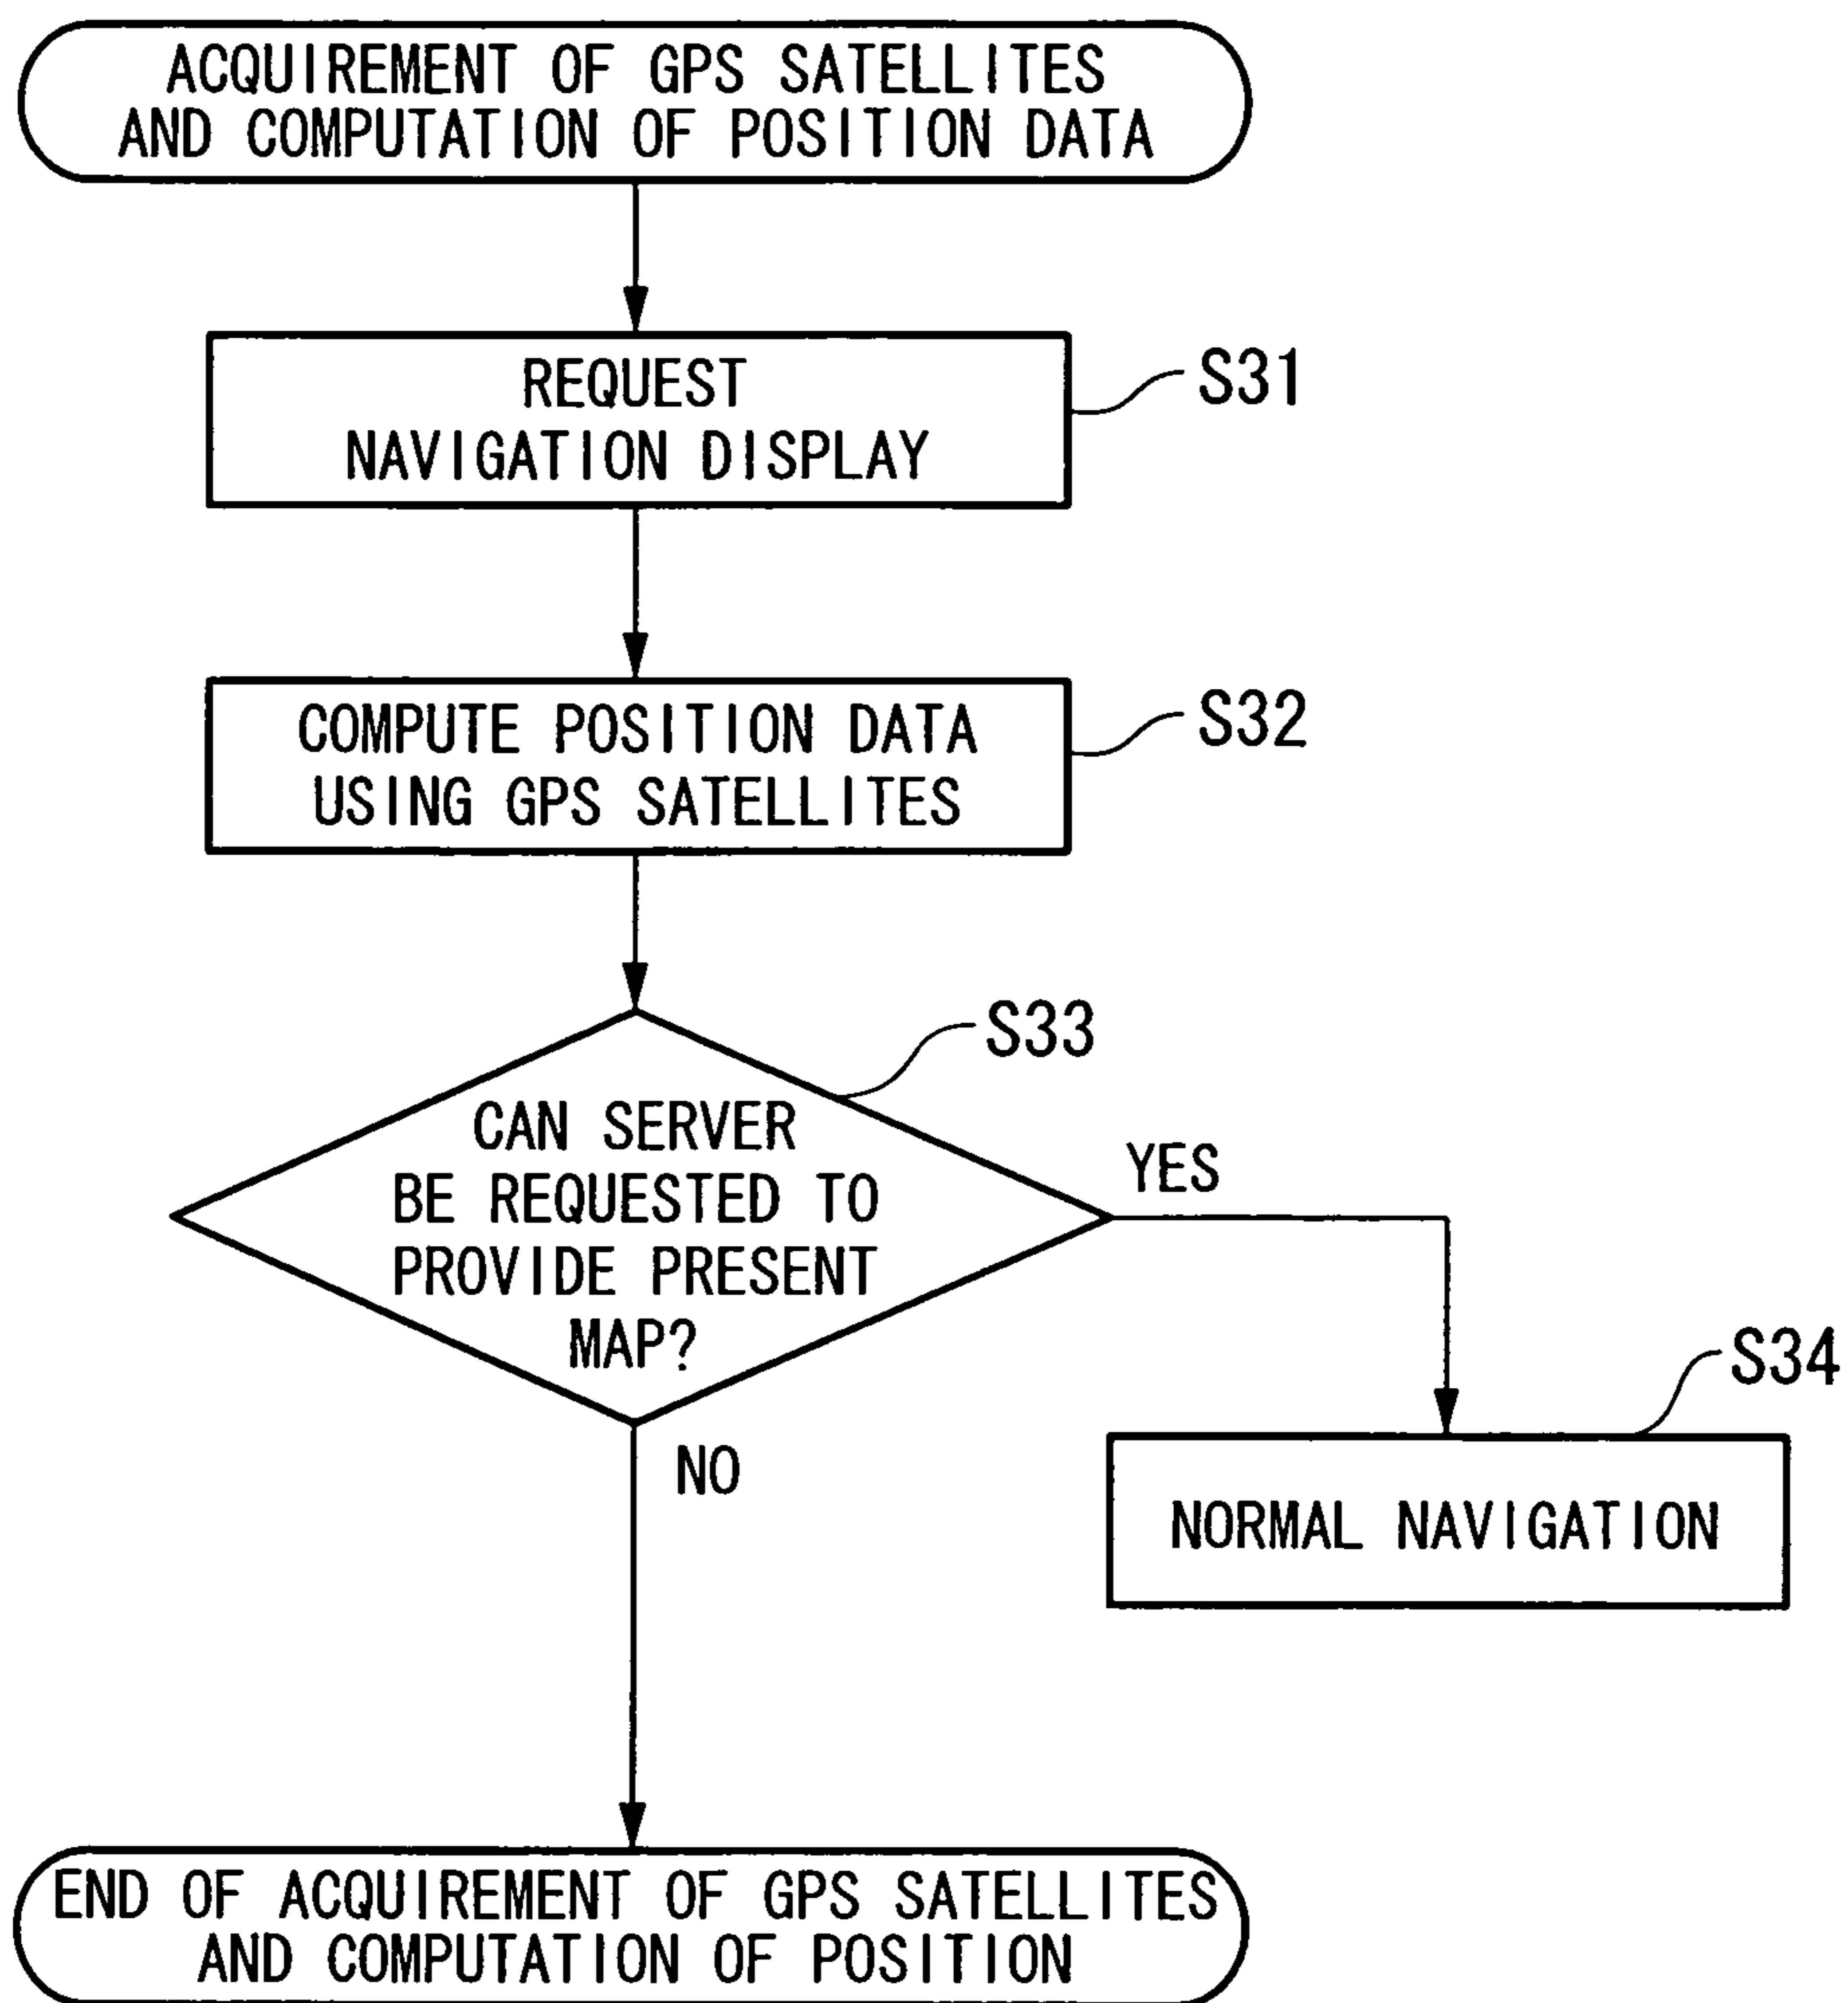 ACQUIREMENT OF GPS SATELLITES
AND COMPUTATION OF POSITION DATA
REQUEST
NAVIGATION DISPLAY
S31
COMPUTE POSITION DATA
USING GPS SATELLITES
S32
S33
CAN SERVER
BE REQUESTED TO
PROVIDE PRESENT
MAP?
YES
NO
S34
NORMAL NAVIGATION
END OF ACQUIREMENT OF GPS SATELLITES
AND COMPUTATION OF POSITION